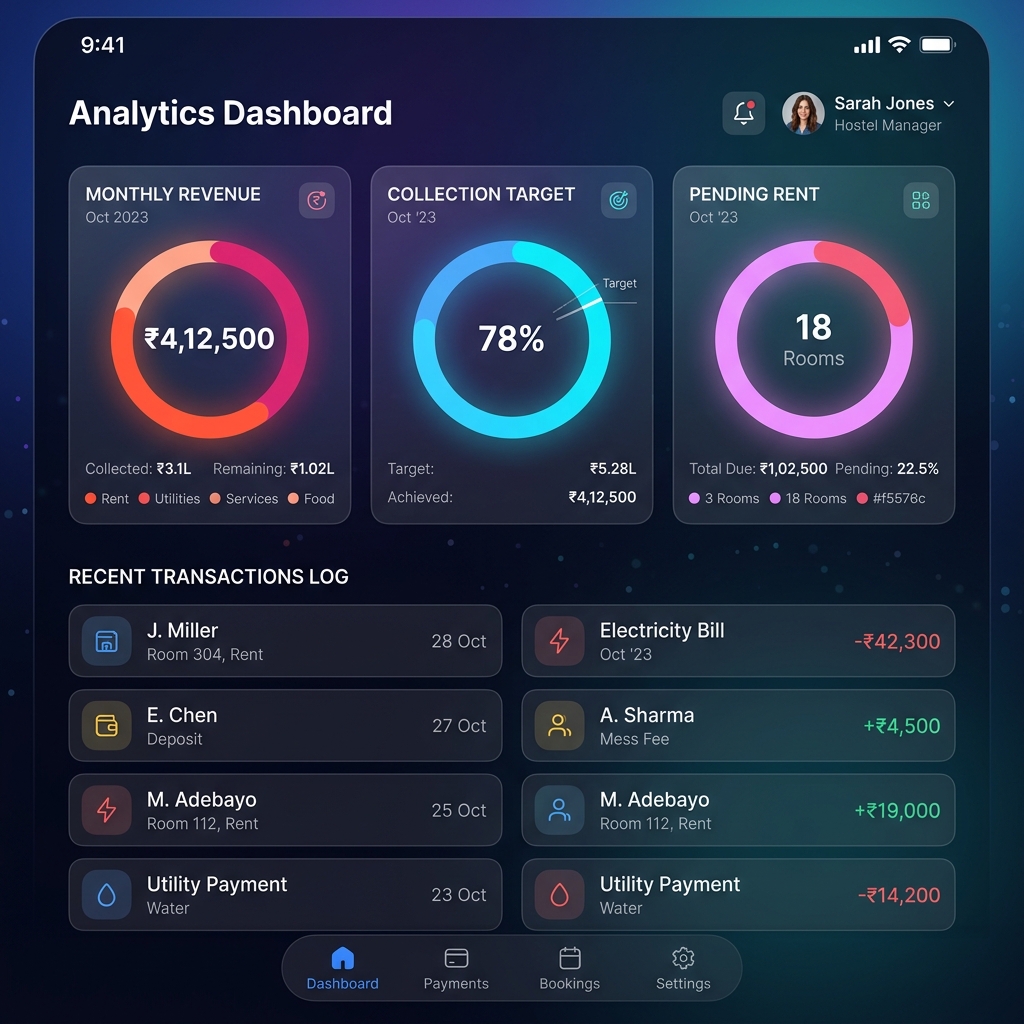 9:41
Analytics Dashboard
Sarah Jones
Hostel Manager
MONTHLY REVENUE
Oct 2023
₹4,12,500
Collected: ₹3.1L Remaining: ₹1.02L
Rent Utilities Services Food
COLLECTION TARGET
Oct '23
Target
78%
Target: ₹5.28L
Achieved: ₹4,12,500
PENDING RENT
Oct '23
18
Rooms
Total Due: ₹1,02,500 Pending: 22.5%
3 Rooms 18 Rooms #f5576c
RECENT TRANSACTIONS LOG
J. Miller
Room 304, Rent
28 Oct
Electricity Bill
Oct '23
-₹42,300
E. Chen
Deposit
27 Oct
A. Sharma
Mess Fee
+₹4,500
M. Adebayo
Room 112, Rent
25 Oct
M. Adebayo
Room 112, Rent
+₹19,000
Utility Payment
Water
23 Oct
Utility Payment
Water
-₹14,200
Dashboard
Payments
Bookings
Settings